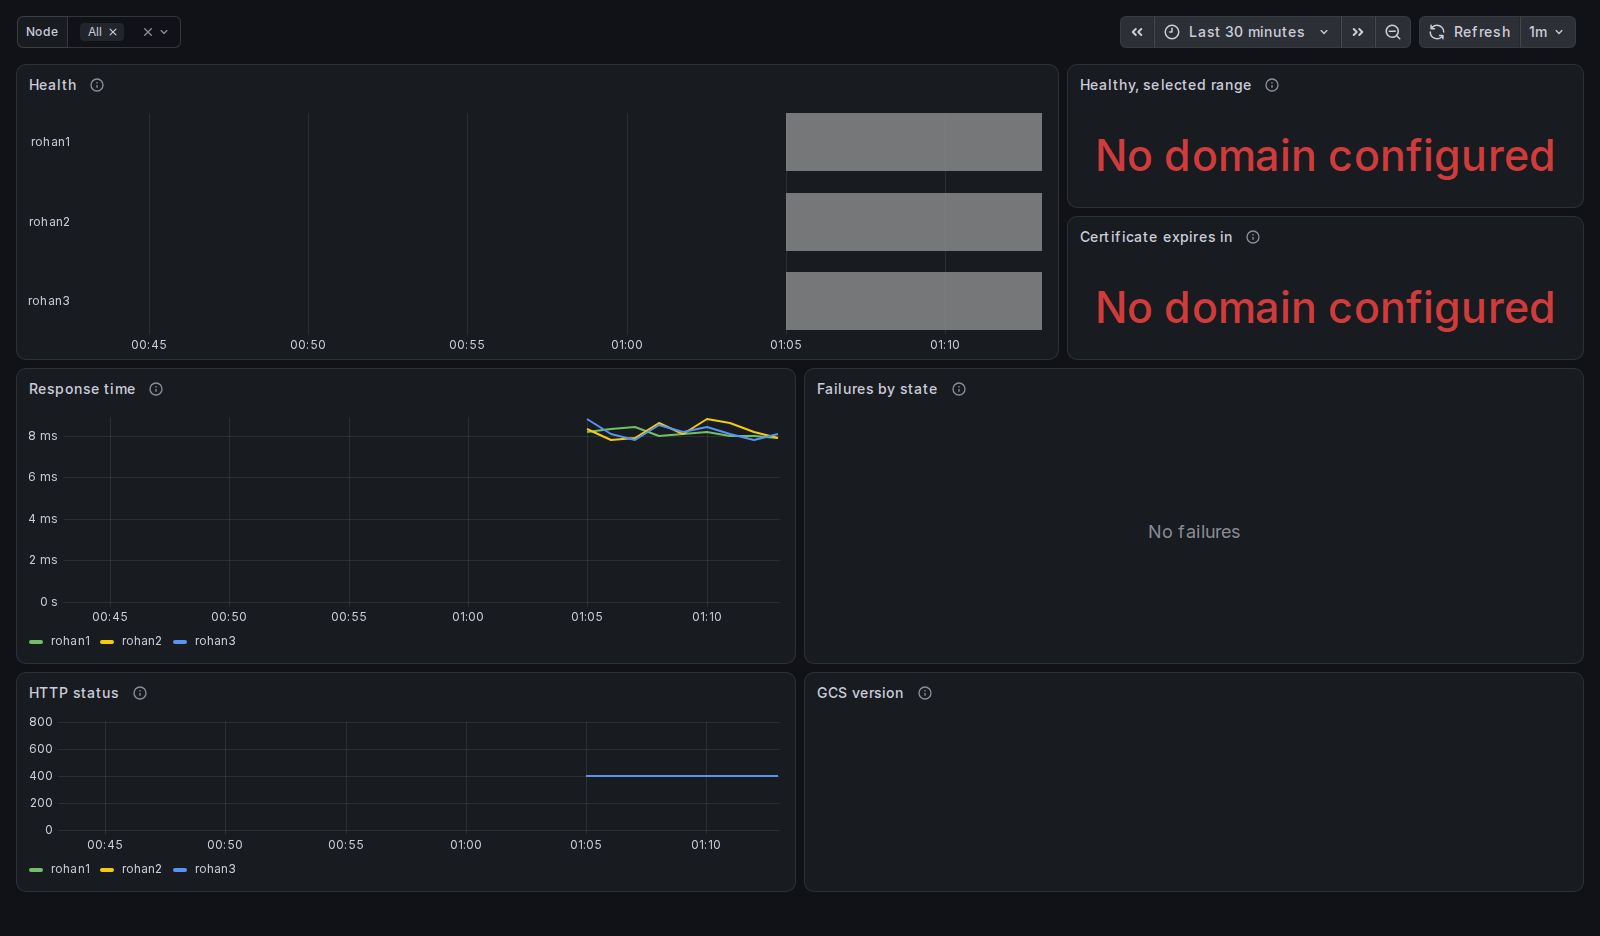 Node All
Last 30 minutes
Refresh 1m
Health
rohan1
rohan2
rohan3
00:45 00:50 00:55 01:00 01:05 01:10
Healthy, selected range
No domain configured
Certificate expires in
No domain configured
Response time
8 ms
6 ms
4 ms
2 ms
0 s
00:45 00:50 00:55 01:00 01:05 01:10
rohan1 rohan2 rohan3
Failures by state
No failures
HTTP status
800
600
400
200
0
00:45 00:50 00:55 01:00 01:05 01:10
rohan1 rohan2 rohan3
GCS version